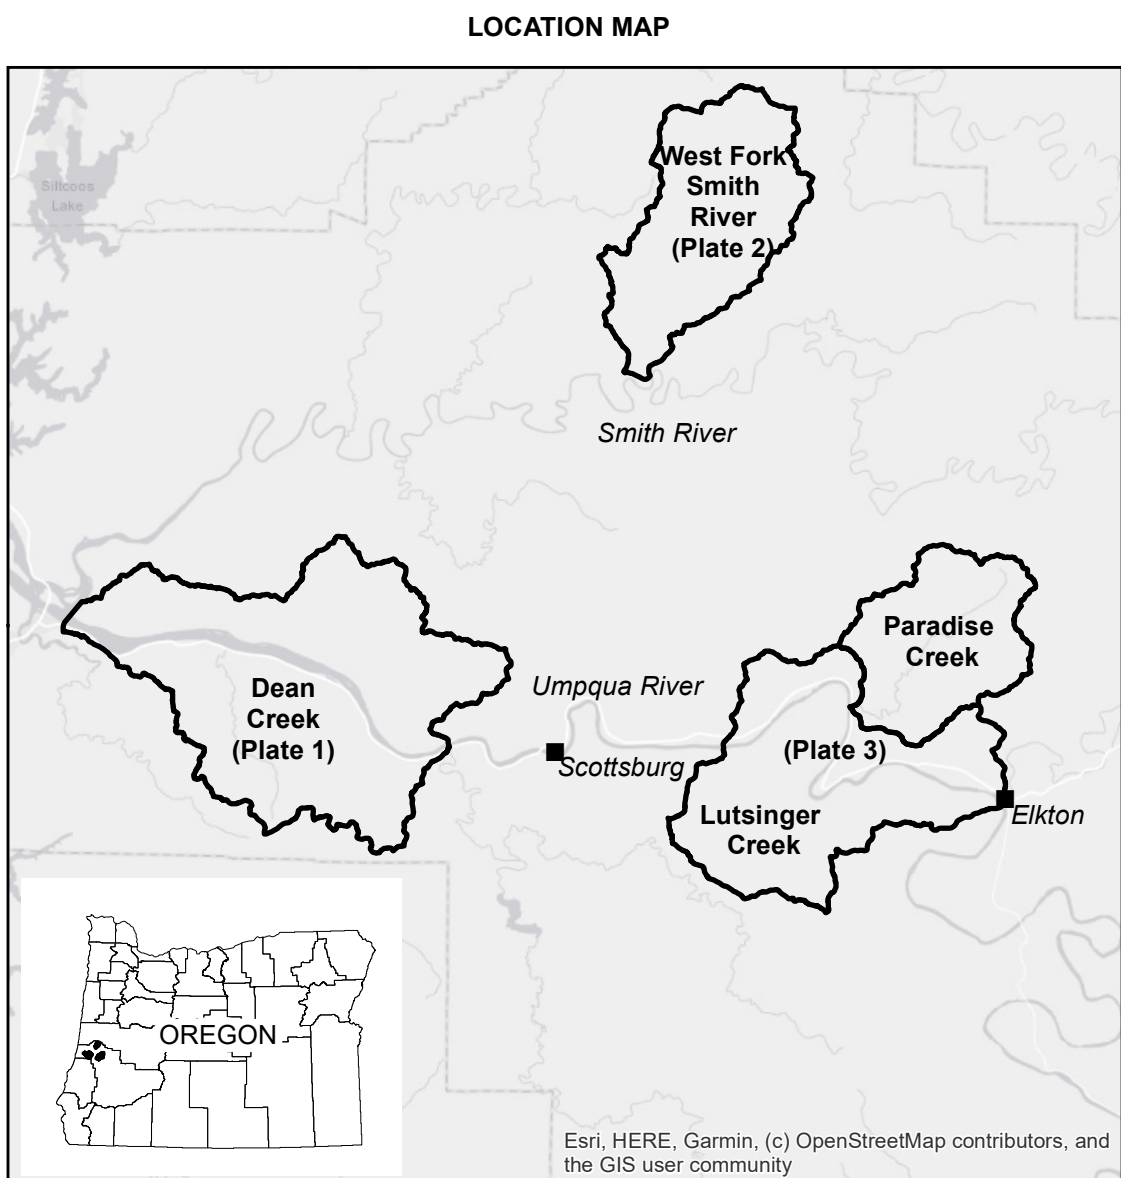 LOCATION MAP
West Fork
Smith
River
(Plate 2)
Siltcoos
Lake
Smith River
Paradise
Creek
Dean
Creek
(Plate 1)
Umpqua River
Scottsburg
(Plate 3)
Lutsinger
Creek
Elkton
OREGON
Esri, HERE, Garmin, (c) OpenStreetMap contributors, and
the GIS user community